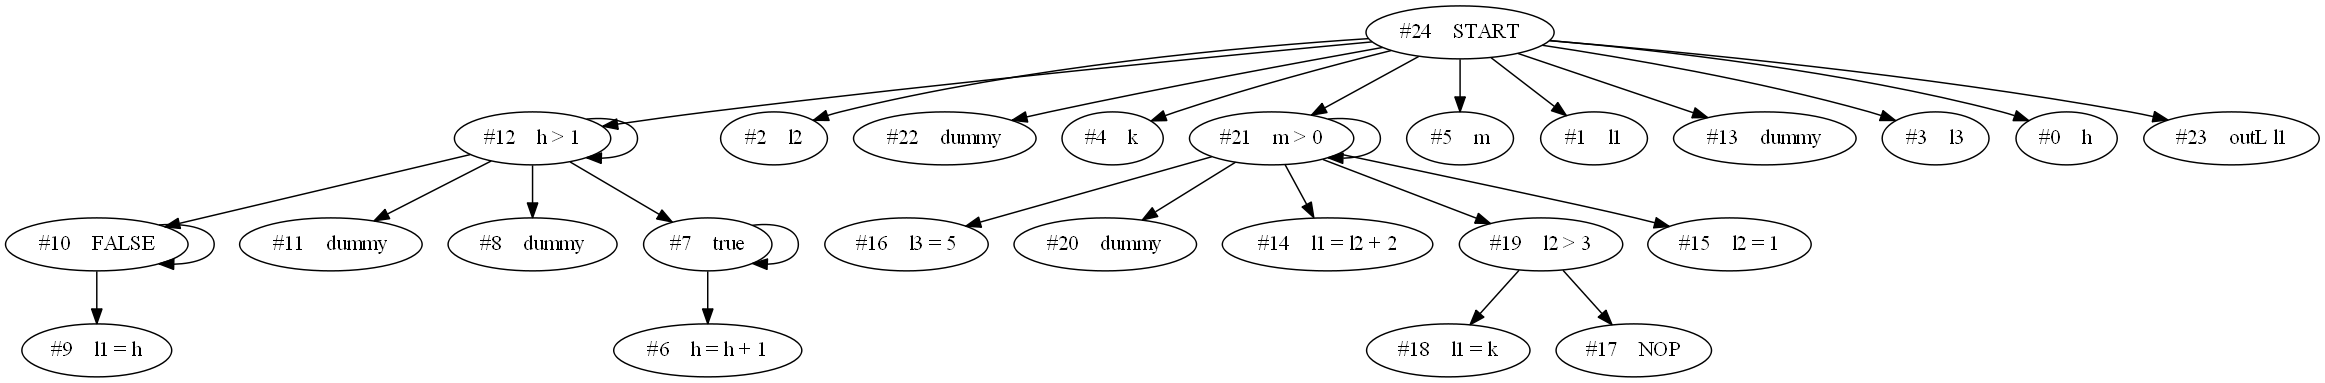 #24 START
#12 h > 1
#2 l2
#22 dummy
#4 k
#21 m > 0
#5 m
#1 l1
#13 dummy
#3 l3
#0 h
#23 outL l1
#10 FALSE
#11 dummy
#8 dummy
#7 true
#16 l3 = 5
#20 dummy
#14 l1 = l2 + 2
#19 l2 > 3
#15 l2 = 1
#9 l1 = h
#6 h = h + 1
#18 l1 = k
#17 NOP